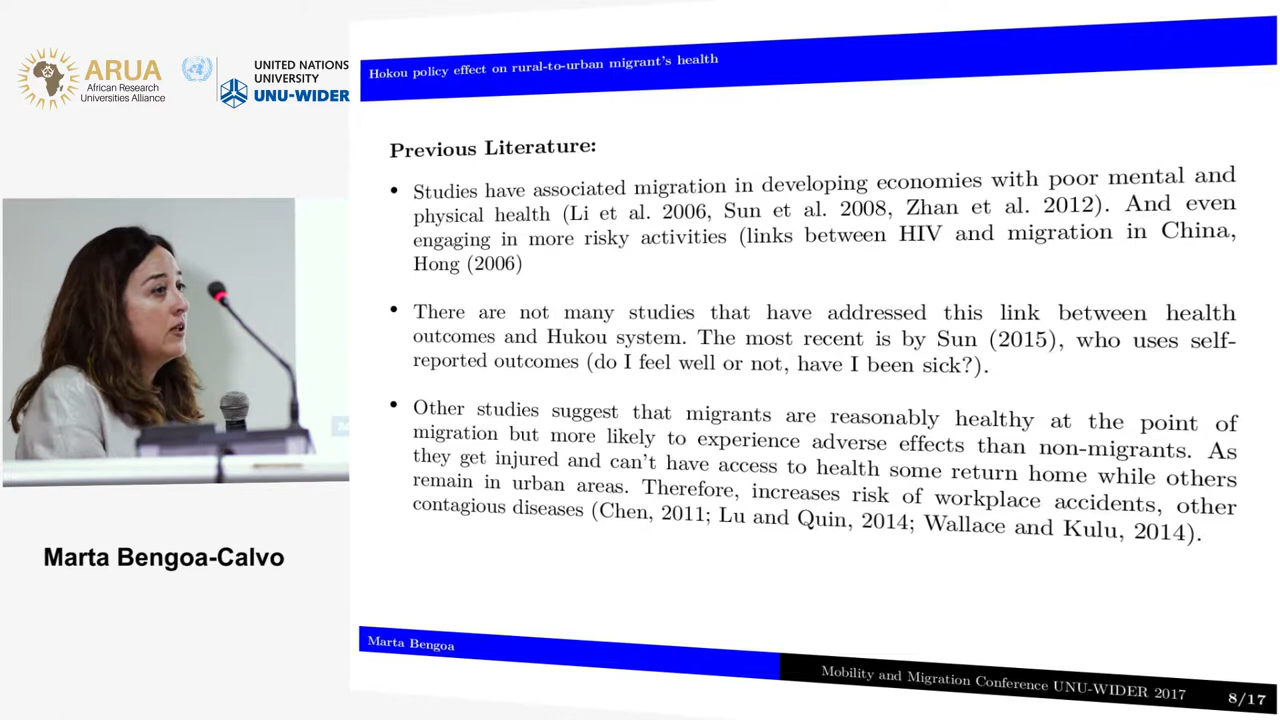 ARUA
African Research
Universities Alliance
UNITED NATIONS
UNIVERSITY
UNU-WIDER
Hokou policy effect on rural-to-urban migrant's health
Previous Literature:
• Studies have associated migration in developing economies with poor mental and
physical health (Li et al. 2006, Sun et al. 2008, Zhan et al. 2012). And even
engaging in more risky activities (links between HIV and migration in China,
Hong (2006)
• There are not many studies that have addressed this link between health
outcomes and Hukou system. The most recent is by Sun (2015), who uses self-
reported outcomes (do I feel well or not, have I been sick?).
• Other studies suggest that migrants are reasonably healthy at the point of
migration but more likely to experience adverse effects than non-migrants. As
they get injured and can't have access to health some return home while others
remain in urban areas. Therefore, increases risk of workplace accidents, other
contagious diseases (Chen, 2011; Lu and Quin, 2014; Wallace and Kulu, 2014).
Marta Bengoa-Calvo
Marta Bengoa
Mobility and Migration Conference UNU-WIDER 2017
8/17